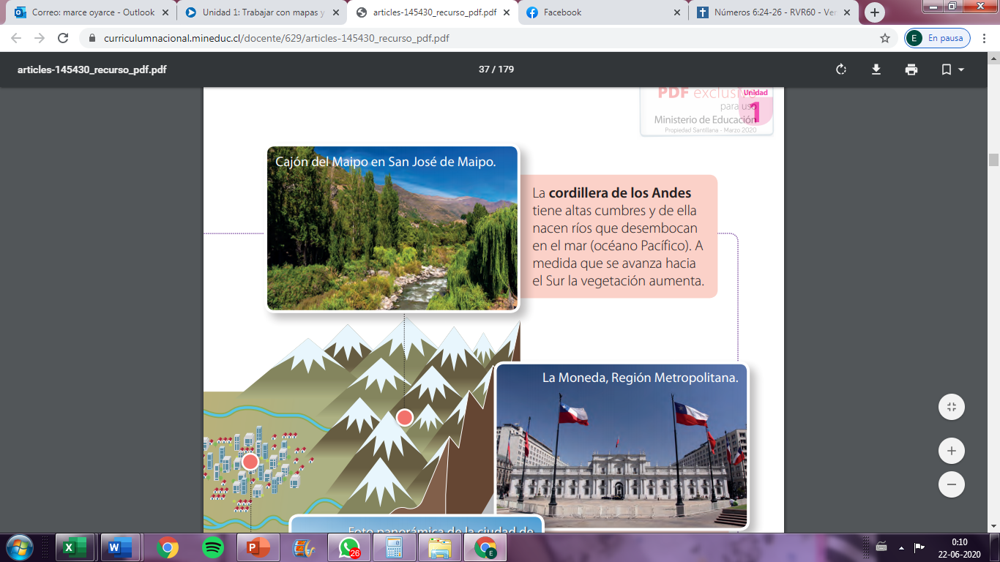 Correo: marce oyarce - Outlook
Unidad 1: Trabajar con mapas y
articles-145430_recurso_pdf.pdf
Facebook
Números 6:24-26 - RVR60 - Ver
curriculumnacional.mineduc.cl/docente/629/articles-145430_recurso_pdf.pdf
E
En pausa
articles-145430_recurso_pdf.pdf
37 / 179
PDF exclusivo
Unidad
para uso
1
Ministerio de Educación
Propiedad Santillana - Marzo 2020
Cajón del Maipo en San José de Maipo.
La cordillera de los Andes
tiene altas cumbres y de ella
nacen ríos que desembocan
en el mar (océano Pacífico). A
medida que se avanza hacia
el Sur la vegetación aumenta.
La Moneda, Región Metropolitana.
Foto panorámica de la ciudad de
26
E
0:10
22-06-2020